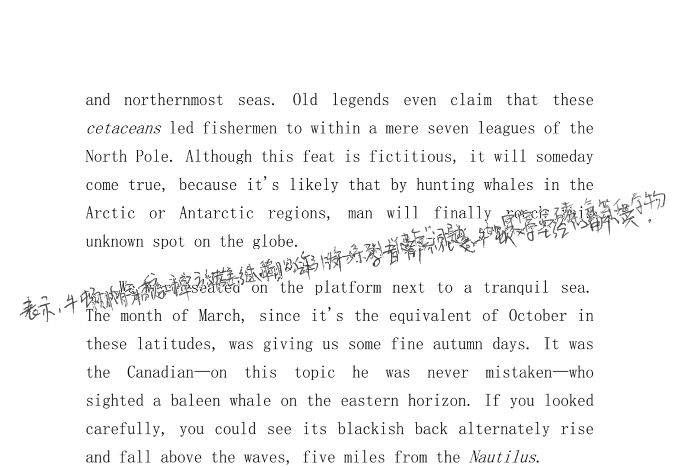 and northernmost seas. Old legends even claim that these
cetaceans led fishermen to within a mere seven leagues of the
North Pole. Although this feat is fictitious, it will someday
come true, because it's likely that by hunting whales in the
Arctic or Antarctic regions, man will finally reach this
unknown spot on the globe.
表示,牛顿
We were seated on the platform next to a tranquil sea.
The month of March, since it's the equivalent of October in
these latitudes, was giving us some fine autumn days. It was
the Canadian—on this topic he was never mistaken—who
sighted a baleen whale on the eastern horizon. If you looked
carefully, you could see its blackish back alternately rise
and fall above the waves, five miles from the Nautilus.